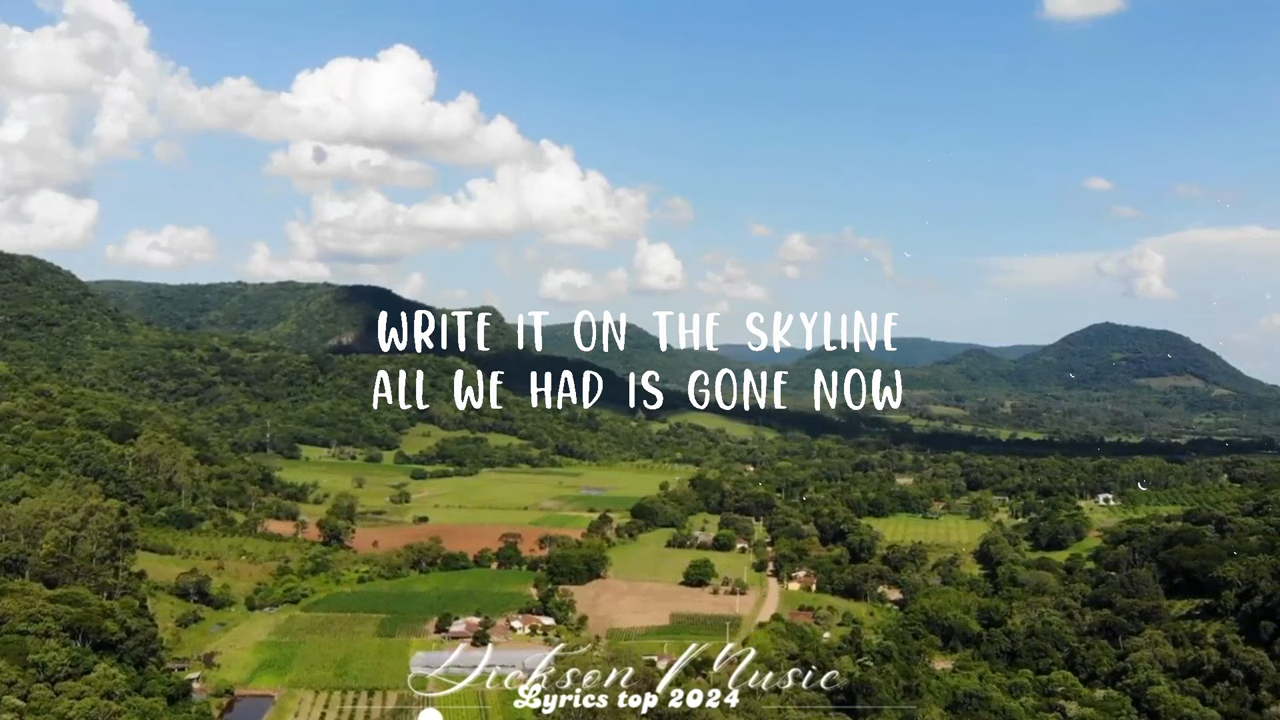 WRITE IT ON THE SKYLINE
ALL WE HAD IS GONE NOW
Dickson Music
Lyrics top 2024